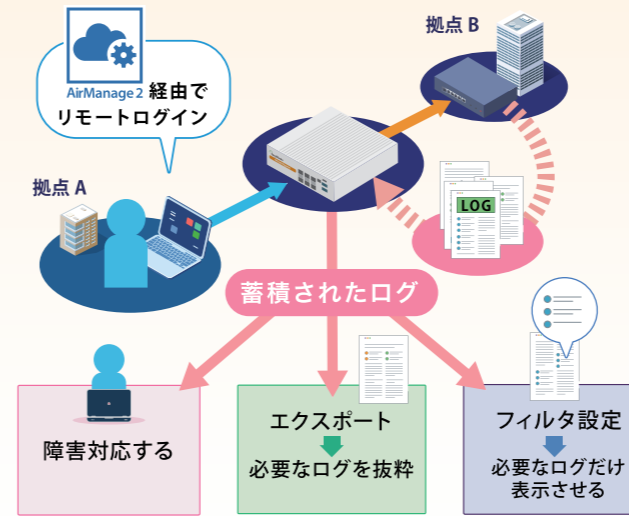 拠点 B
AirManage 2 経由で
リモートログイン
拠点 A
LOG
蓄積されたログ
障害対応する
エクスポート
必要なログを抜粋
フィルタ設定
必要なログだけ
表示させる